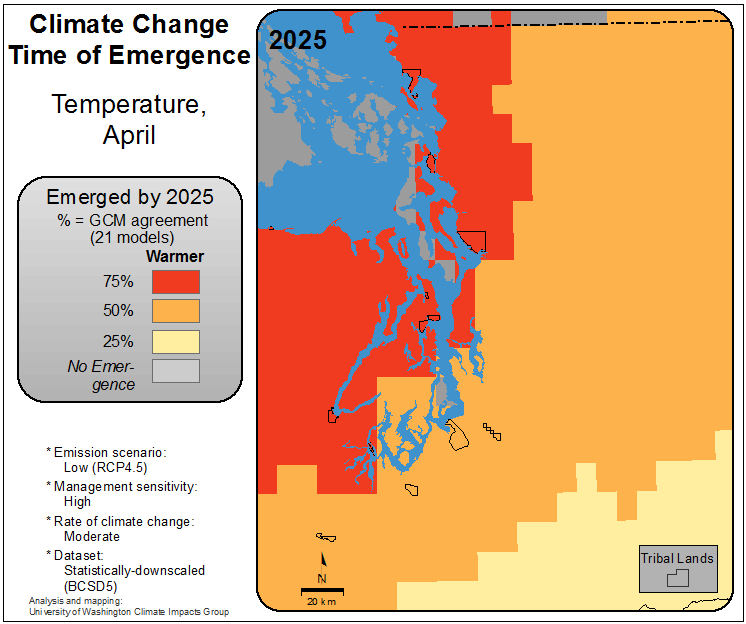 Climate Change
Time of Emergence
Temperature,
April
Emerged by 2025
% = GCM agreement
(21 models)
Warmer
75%
50%
25%
No Emer-
gence
* Emission scenario:
Low (RCP4.5)
* Management sensitivity:
High
* Rate of climate change:
Moderate
* Dataset:
Statistically-downscaled
(BCSD5)
Analysis and mapping:
University of Washington Climate Impacts Group
2025
N
20 km
Tribal Lands